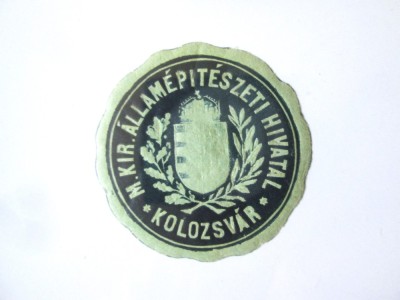 M. KIR. ÁLLAMÉPITÉSZETI HIVATAL
* KOLOZSVÁR *